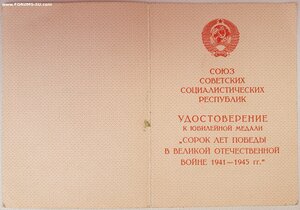 СОЮЗ
СОВЕТСКИХ
СОЦИАЛИСТИЧЕСКИХ
РЕСПУБЛИК
УДОСТОВЕРЕНИЕ
К ЮБИЛЕЙНОЙ МЕДАЛИ
„СОРОК ЛЕТ ПОБЕДЫ
В ВЕЛИКОЙ ОТЕЧЕСТВЕННОЙ
ВОЙНЕ 1941—1945 гг.“